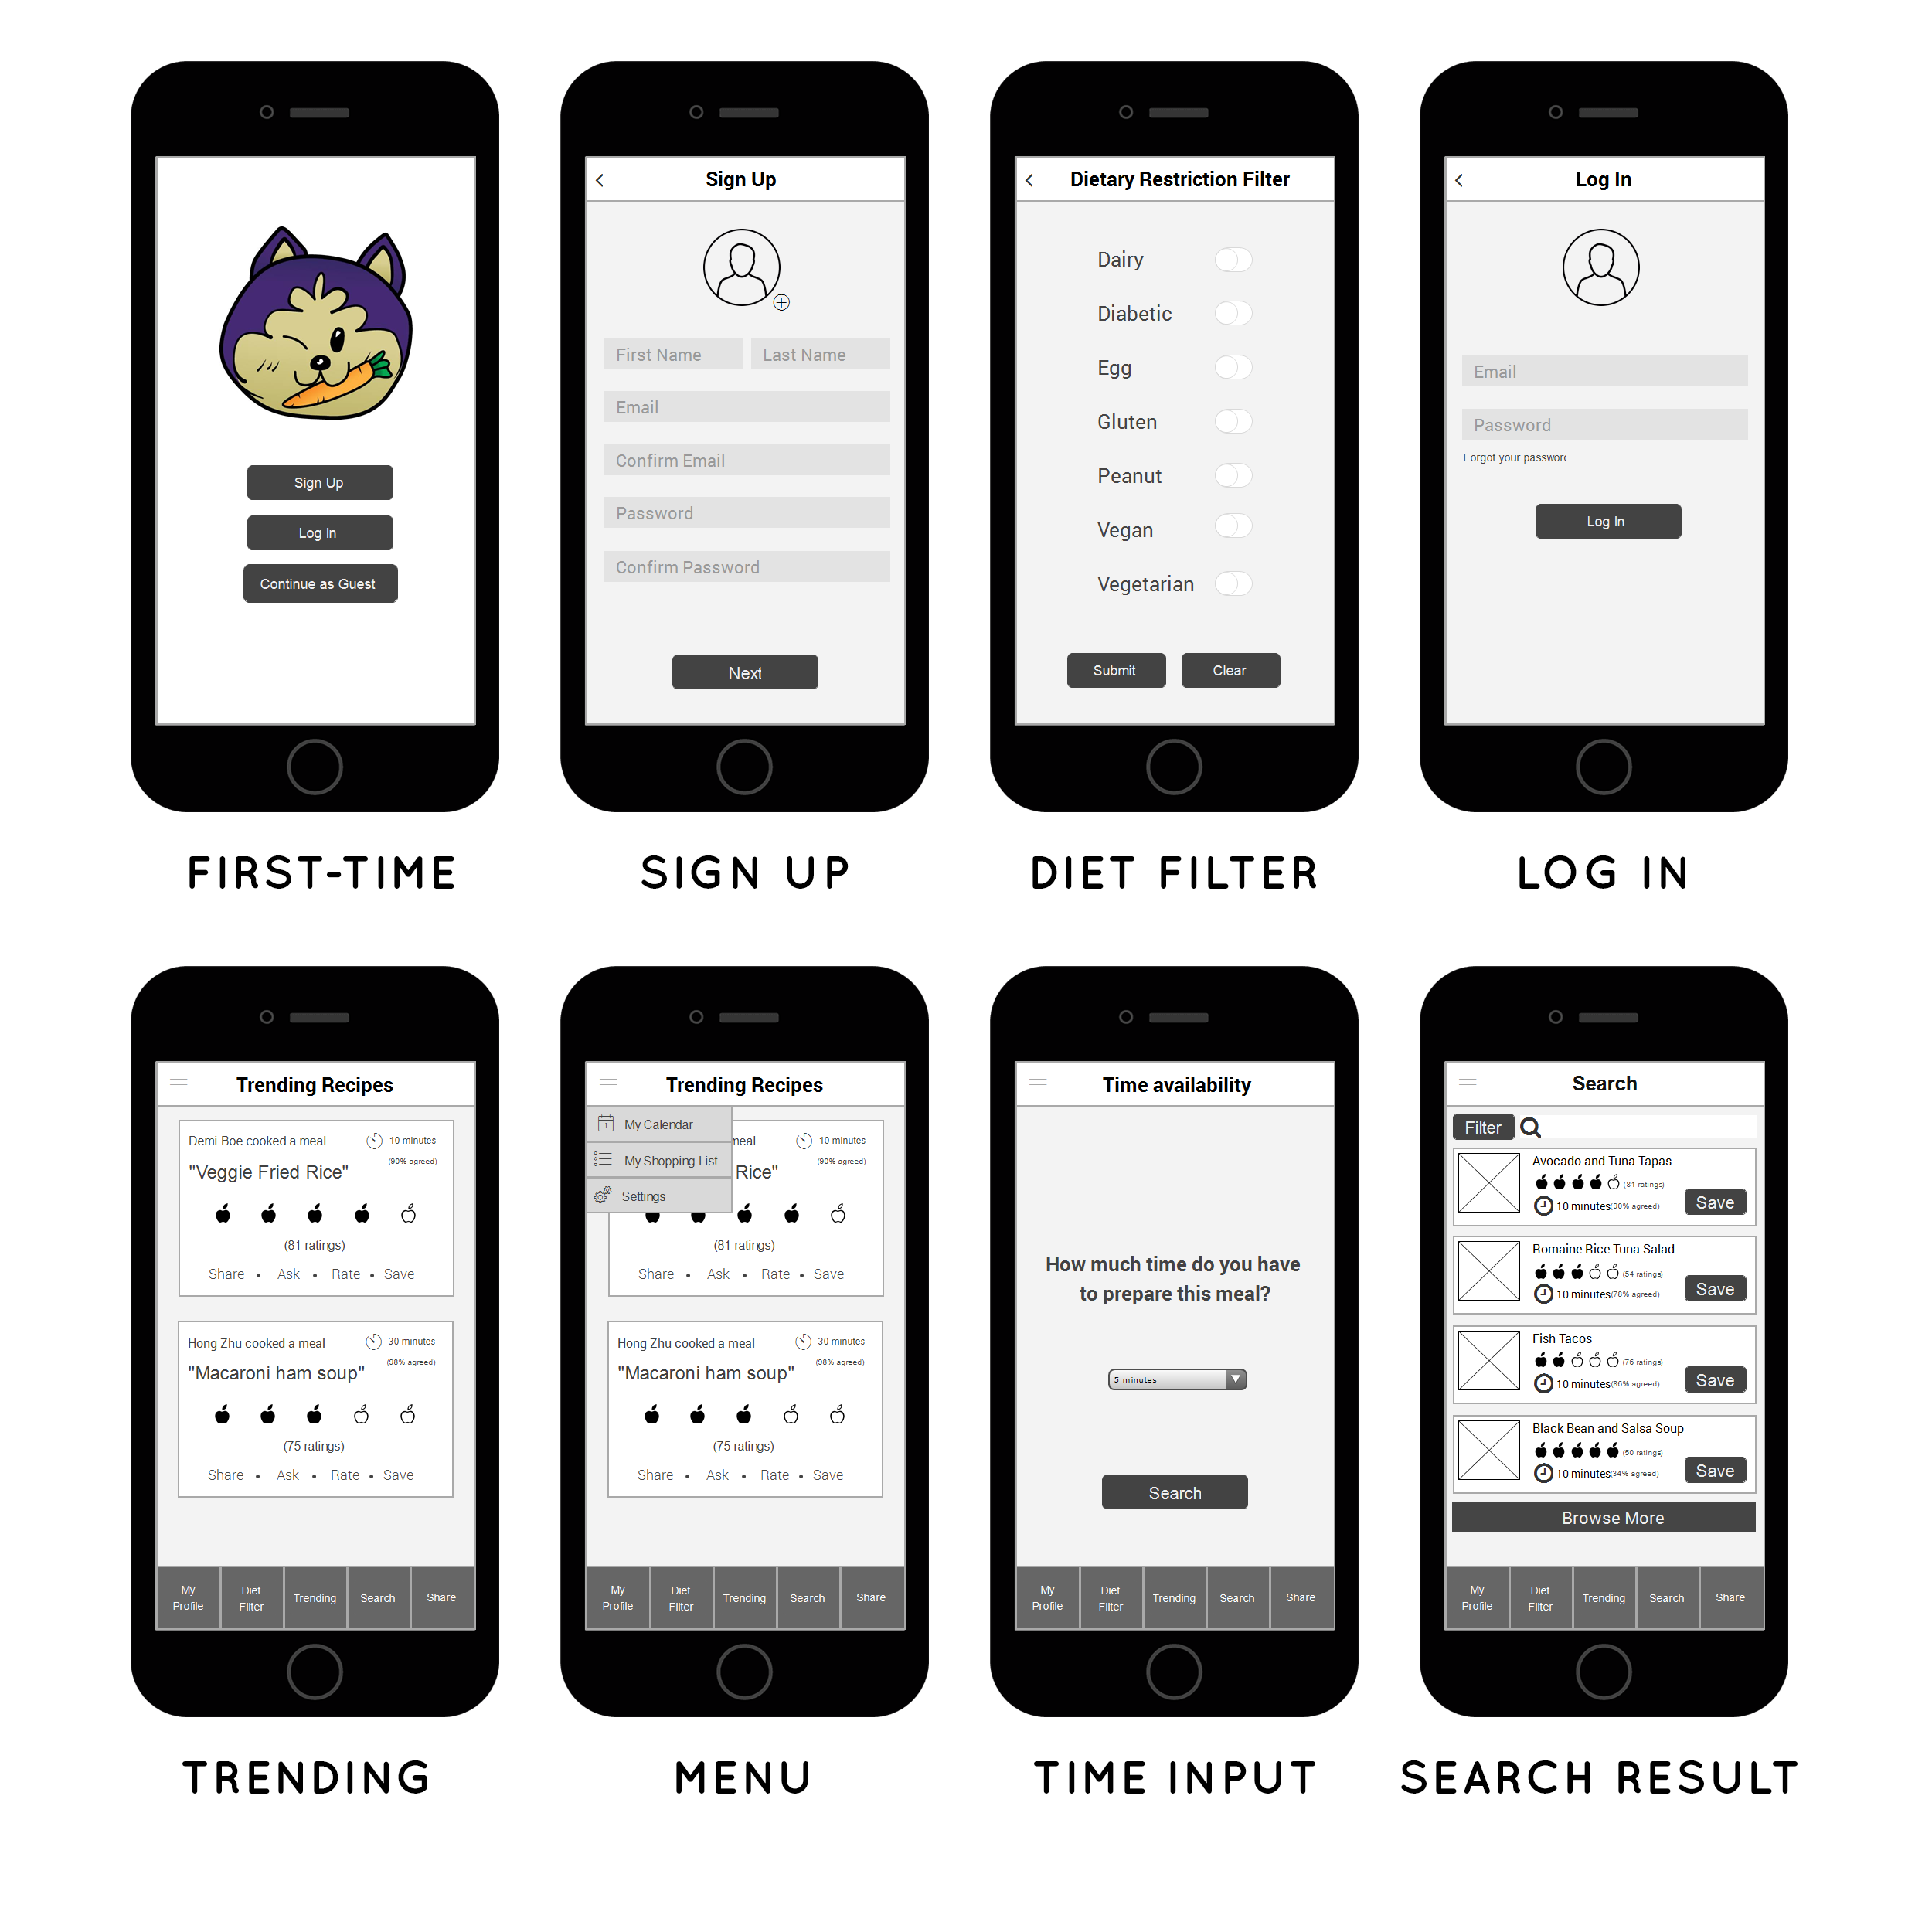 Sign Up
Log In
Continue as Guest
FIRST-TIME
Sign Up
First Name
Last Name
Email
Confirm Email
Password
Confirm Password
Next
SIGN UP
Dietary Restriction Filter
Dairy
Diabetic
Egg
Gluten
Peanut
Vegan
Vegetarian
Submit
Clear
DIET FILTER
Log In
Email
Password
Forgot your passwor
Log In
LOG IN
Trending Recipes
Demi Boe cooked a meal
10 minutes
(90% agreed)
"Veggie Fried Rice"
(81 ratings)
Share • Ask • Rate • Save
Hong Zhu cooked a meal
30 minutes
(98% agreed)
"Macaroni ham soup"
(75 ratings)
Share • Ask • Rate • Save
My Profile
Diet Filter
Trending
Search
Share
TRENDING
Trending Recipes
My Calendar
My Shopping List
Settings
meal
10 minutes
(90% agreed)
Rice"
(81 ratings)
Share • Ask • Rate • Save
Hong Zhu cooked a meal
30 minutes
(98% agreed)
"Macaroni ham soup"
(75 ratings)
Share • Ask • Rate • Save
My Profile
Diet Filter
Trending
Search
Share
MENU
Time availability
How much time do you have
to prepare this meal?
5 minutes
Search
My Profile
Diet Filter
Trending
Search
Share
TIME INPUT
Search
Filter
Avocado and Tuna Tapas
(81 ratings)
10 minutes(90% agreed)
Save
Romaine Rice Tuna Salad
(54 ratings)
10 minutes(78% agreed)
Save
Fish Tacos
(76 ratings)
10 minutes(86% agreed)
Save
Black Bean and Salsa Soup
(50 ratings)
10 minutes(34% agreed)
Save
Browse More
My Profile
Diet Filter
Trending
Search
Share
SEARCH RESULT